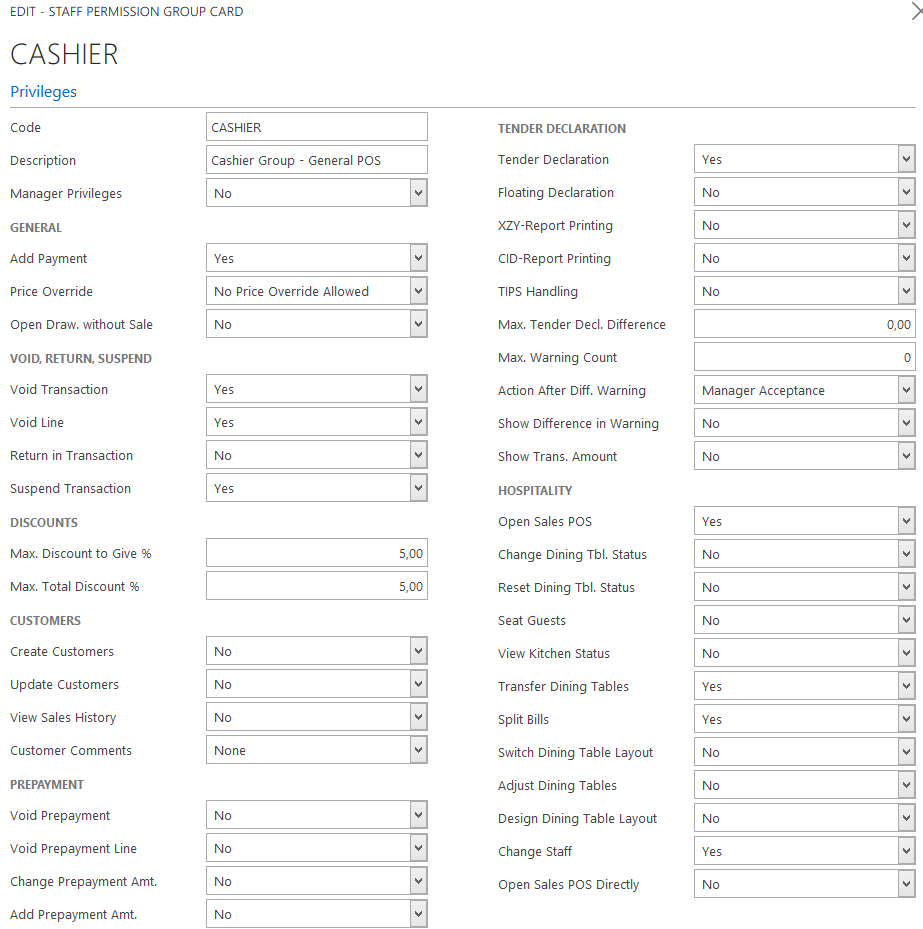 EDIT - STAFF PERMISSION GROUP CARD
CASHIER
Privileges
Code CASHIER
Description Cashier Group - General POS
Manager Privileges No
GENERAL
Add Payment Yes
Price Override No Price Override Allowed
Open Draw. without Sale No
VOID, RETURN, SUSPEND
Void Transaction Yes
Void Line Yes
Return in Transaction No
Suspend Transaction Yes
DISCOUNTS
Max. Discount to Give % 5,00
Max. Total Discount % 5,00
CUSTOMERS
Create Customers No
Update Customers No
View Sales History No
Customer Comments None
PREPAYMENT
Void Prepayment No
Void Prepayment Line No
Change Prepayment Amt. No
Add Prepayment Amt. No
TENDER DECLARATION
Tender Declaration Yes
Floating Declaration No
XZY-Report Printing No
CID-Report Printing No
TIPS Handling No
Max. Tender Decl. Difference 0,00
Max. Warning Count 0
Action After Diff. Warning Manager Acceptance
Show Difference in Warning No
Show Trans. Amount No
HOSPITALITY
Open Sales POS Yes
Change Dining Tbl. Status No
Reset Dining Tbl. Status No
Seat Guests No
View Kitchen Status No
Transfer Dining Tables Yes
Split Bills Yes
Switch Dining Table Layout No
Adjust Dining Tables No
Design Dining Table Layout No
Change Staff Yes
Open Sales POS Directly No